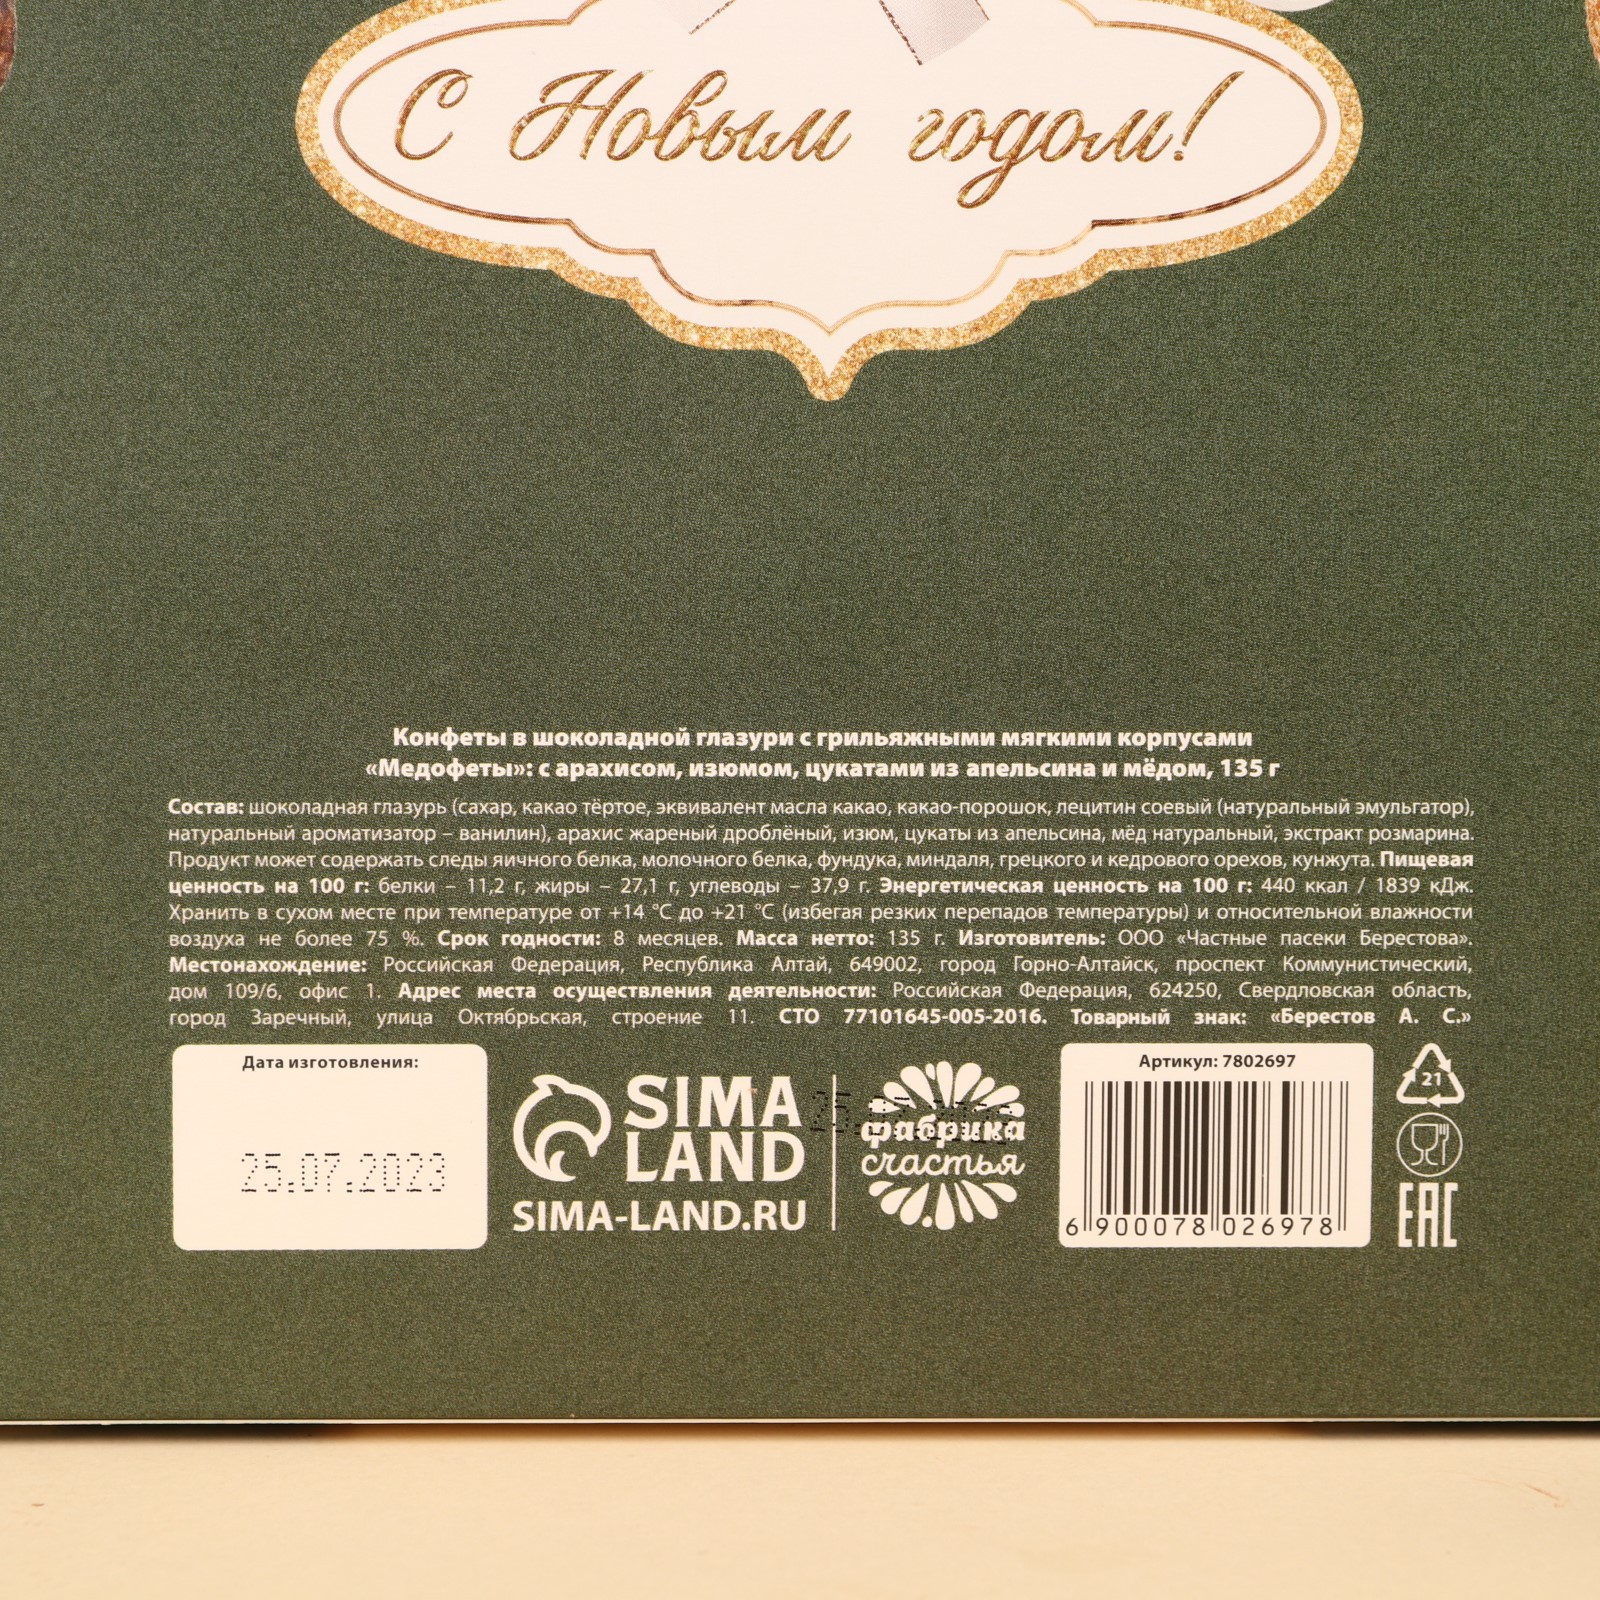 С Новым годом!
Конфеты в шоколадной глазури с грильяжными мягкими корпусами
«Медофеты»: с арахисом, изюмом, цукатами из апельсина и мёдом, 135 г
Состав: шоколадная глазурь (сахар, какао тёртое, эквивалент масла какао, какао-порошок, лецитин соевый (натуральный эмульгатор),
натуральный ароматизатор – ванилин), арахис жареный дроблёный, изюм, цукаты из апельсина, мёд натуральный, экстракт розмарина.
Продукт может содержать следы яичного белка, молочного белка, фундука, миндаля, грецкого и кедрового орехов, кунжута. Пищевая
ценность на 100 г: белки – 11,2 г, жиры – 27,1 г, углеводы – 37,9 г. Энергетическая ценность на 100 г: 440 ккал / 1839 кДж.
Хранить в сухом месте при температуре от +14 °С до +21 °С (избегая резких перепадов температуры) и относительной влажности
воздуха не более 75 %. Срок годности: 8 месяцев. Масса нетто: 135 г. Изготовитель: ООО «Частные пасеки Берестова».
Местонахождение: Российская Федерация, Республика Алтай, 649002, город Горно-Алтайск, проспект Коммунистический,
дом 109/6, офис 1. Адрес места осуществления деятельности: Российская Федерация, 624250, Свердловская область,
город Заречный, улица Октябрьская, строение 11. СТО 77101645-005-2016. Товарный знак: «Берестов А. С.»
Дата изготовления:
25.07.2023
SIMA
LAND
SIMA-LAND.RU
фабрика
счастья
Артикул: 7802697
6 900078 026978
21
EAC